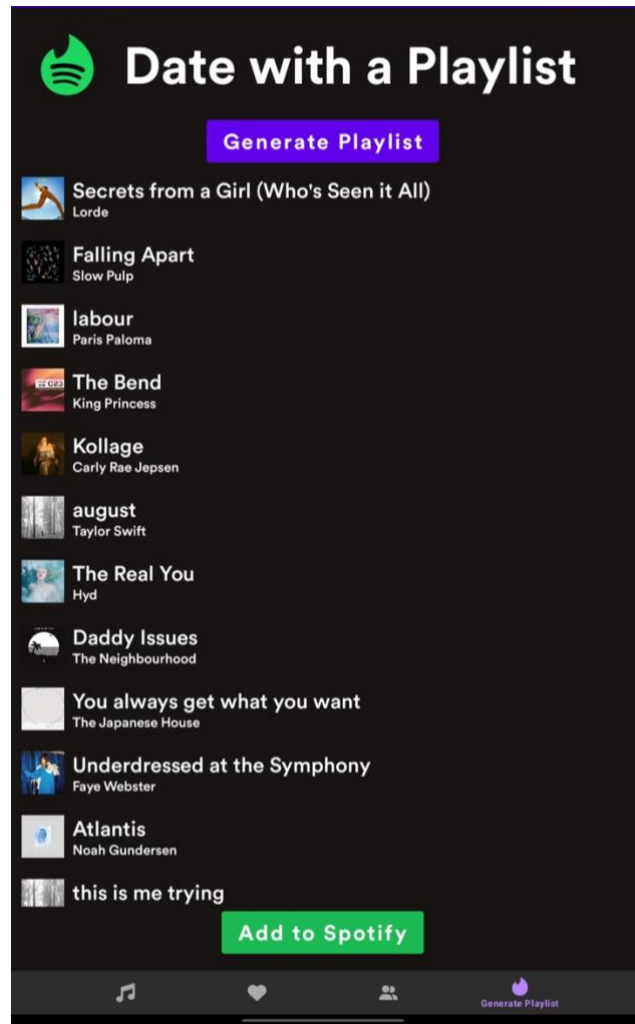 Date with a Playlist
Generate Playlist
Secrets from a Girl (Who's Seen it All)
Lorde
Falling Apart
Slow Pulp
labour
Paris Paloma
The Bend
King Princess
Kollage
Carly Rae Jepsen
august
Taylor Swift
The Real You
Hyd
Daddy Issues
The Neighbourhood
You always get what you want
The Japanese House
Underdressed at the Symphony
Faye Webster
Atlantis
Noah Gundersen
this is me trying
Add to Spotify
Generate Playlist